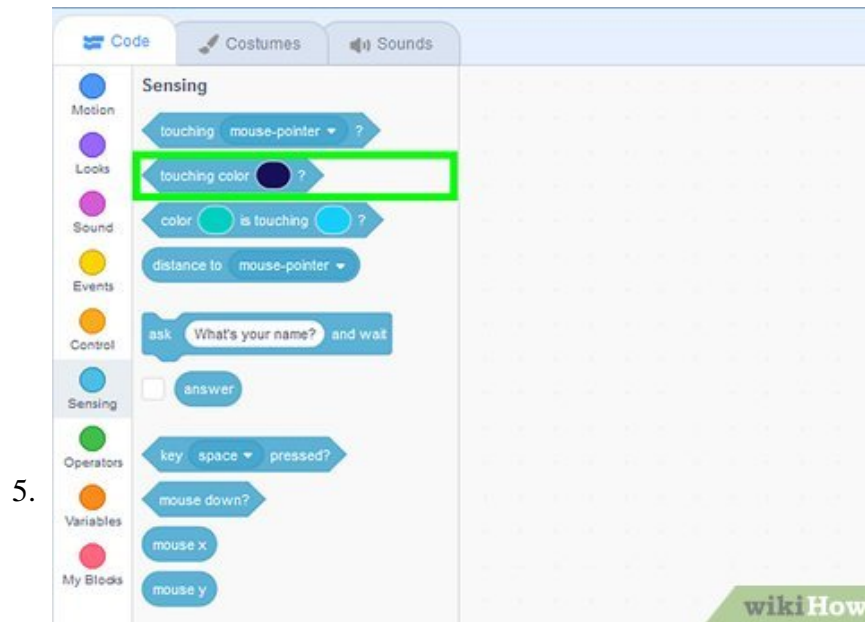 Code Costumes Sounds
Sensing
Motion
touching mouse-pointer ?
Looks
touching color ?
Sound
color is touching ?
Events
distance to mouse-pointer
Control
ask What's your name? and wait
Sensing
answer
Operators
key space pressed?
5.
Variables
mouse down?
mouse x
My Blocks
mouse y
wikiHow